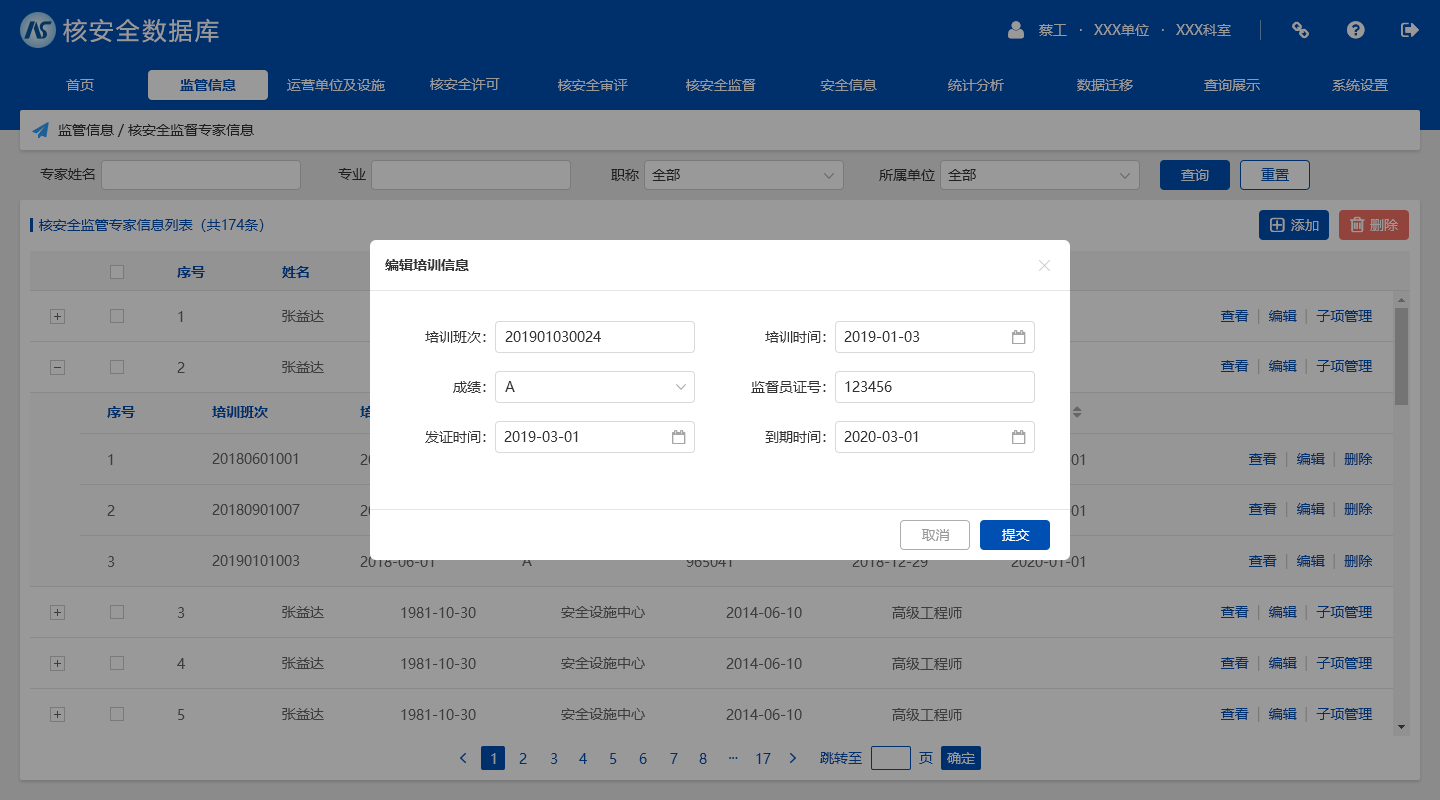 核安全数据库
蔡工 · XXX单位 · XXX科室
首页 监管信息 运营单位及设施 核安全许可 核安全审评 核安全监督 安全信息 统计分析 数据迁移 查询展示 系统设置
监管信息 / 核安全监督专家信息
专家姓名 专业 职称 全部 所属单位 全部 查询 重置
核安全监管专家信息列表（共174条） 添加 删除
序号 姓名
1 张益达 查看 编辑 子项管理
2 张益达 查看 编辑 子项管理
序号 培训班次
1 20180601001 查看 编辑 删除
2 20180901007 查看 编辑 删除
3 20190101003 2018-06-01 A 965041 2018-12-29 2020-01-01 查看 编辑 删除
3 张益达 1981-10-30 安全设施中心 2014-06-10 高级工程师 查看 编辑 子项管理
4 张益达 1981-10-30 安全设施中心 2014-06-10 高级工程师 查看 编辑 子项管理
5 张益达 1981-10-30 安全设施中心 2014-06-10 高级工程师 查看 编辑 子项管理
1 2 3 4 5 6 7 8 ··· 17 跳转至 页 确定
编辑培训信息
培训班次： 201901030024 培训时间： 2019-01-03
成绩： A 监督员证号： 123456
发证时间： 2019-03-01 到期时间： 2020-03-01
取消 提交